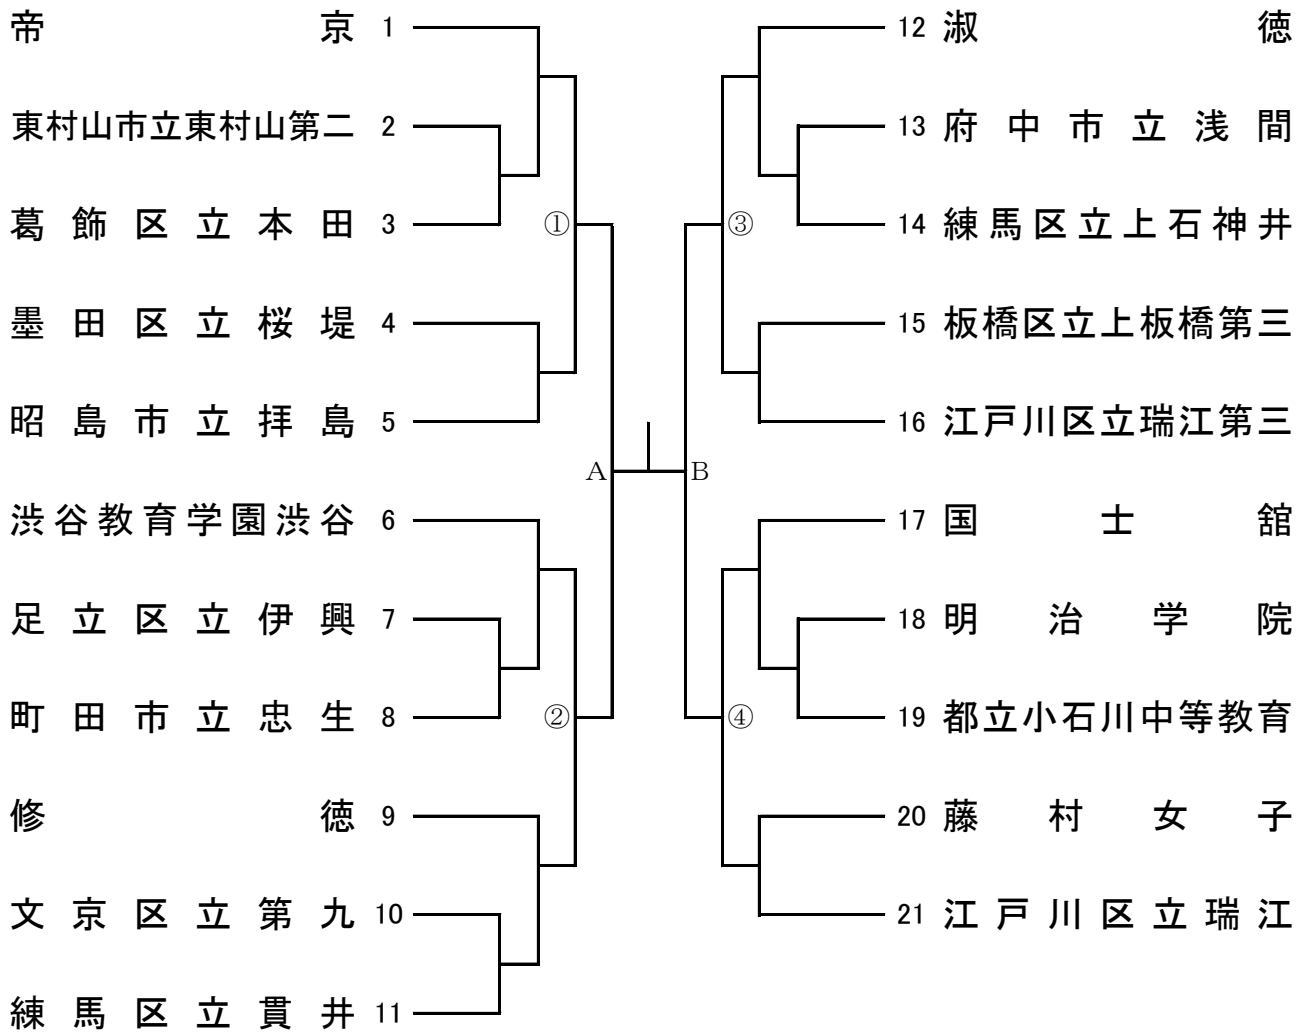 帝京 1
東村山市立東村山第二 2
葛飾区立本田 3
①
墨田区立桜堤 4
昭島市立拝島 5
A
渋谷教育学園渋谷 6
足立区立伊興 7
町田市立忠生 8
②
修徳 9
文京区立第九 10
練馬区立貫井 11
12 淑徳
13 府中市立浅間
③
14 練馬区立上石神井
15 板橋区立上板橋第三
16 江戸川区立瑞江第三
B
17 国士舘
18 明治学院
④
19 都立小石川中等教育
20 藤村女子
21 江戸川区立瑞江